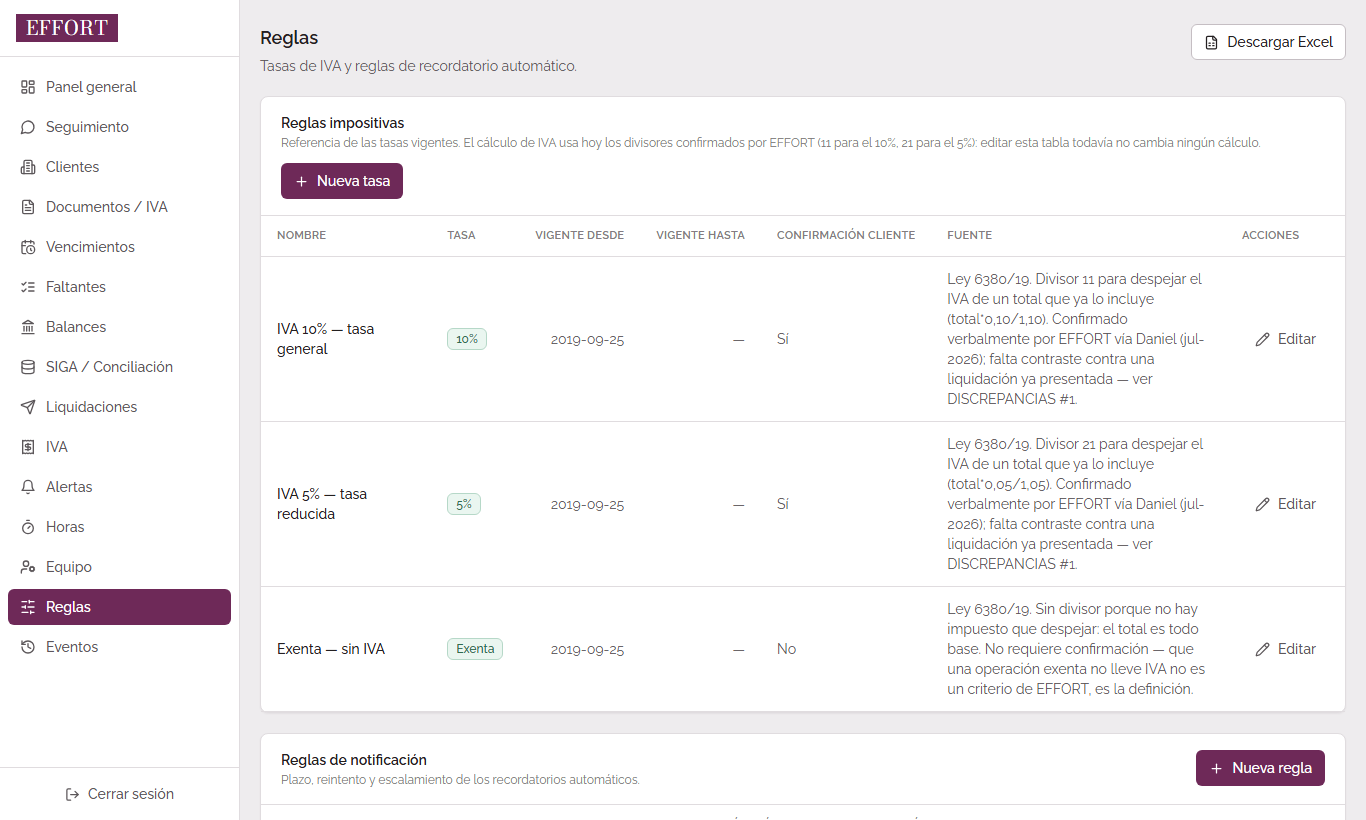 EFFORT
Panel general
Seguimiento
Clientes
Documentos / IVA
Vencimientos
Faltantes
Balances
SIGA / Conciliación
Liquidaciones
IVA
Alertas
Horas
Equipo
Reglas
Eventos
Cerrar sesión
Reglas
Tasas de IVA y reglas de recordatorio automático.
Descargar Excel
Reglas impositivas
Referencia de las tasas vigentes. El cálculo de IVA usa hoy los divisores confirmados por EFFORT (11 para el 10%, 21 para el 5%): editar esta tabla todavía no cambia ningún cálculo.
+ Nueva tasa
NOMBRE TASA VIGENTE DESDE VIGENTE HASTA CONFIRMACIÓN CLIENTE FUENTE ACCIONES
IVA 10% — tasa
general
10%
2019-09-25
—
Sí
Ley 6380/19. Divisor 11 para despejar el
IVA de un total que ya lo incluye
(total*0,10/1,10). Confirmado
verbalmente por EFFORT vía Daniel (jul-
2026); falta contraste contra una
liquidación ya presentada — ver
DISCREPANCIAS #1.
Editar
IVA 5% — tasa
reducida
5%
2019-09-25
—
Sí
Ley 6380/19. Divisor 21 para despejar el
IVA de un total que ya lo incluye
(total*0,05/1,05). Confirmado
verbalmente por EFFORT vía Daniel (jul-
2026); falta contraste contra una
liquidación ya presentada — ver
DISCREPANCIAS #1.
Editar
Exenta — sin IVA
Exenta
2019-09-25
—
No
Ley 6380/19. Sin divisor porque no hay
impuesto que despejar: el total es todo
base. No requiere confirmación — que
una operación exenta no lleve IVA no es
un criterio de EFFORT, es la definición.
Editar
Reglas de notificación
Plazo, reintento y escalamiento de los recordatorios automáticos.
+ Nueva regla